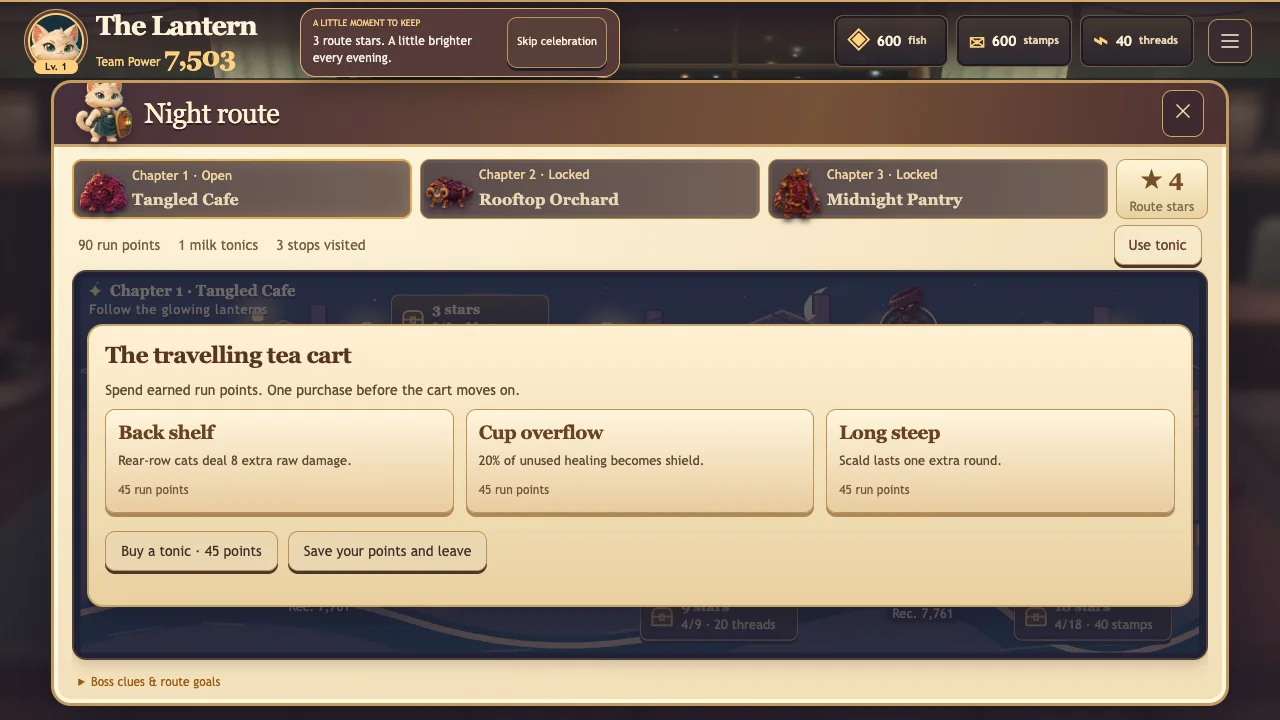 The Lantern
Team Power 7,503
Lv. 1
A LITTLE MOMENT TO KEEP
3 route stars. A little brighter
every evening.
Skip celebration
600 fish
600 stamps
40 threads
Night route
Chapter 1 · Open
Tangled Cafe
Chapter 2 · Locked
Rooftop Orchard
Chapter 3 · Locked
Midnight Pantry
★ 4
Route stars
90 run points
1 milk tonics
3 stops visited
Use tonic
Chapter 1 · Tangled Cafe
Follow the glowing lanterns
3 stars
The travelling tea cart
Spend earned run points. One purchase before the cart moves on.
Back shelf
Rear-row cats deal 8 extra raw damage.
45 run points
Cup overflow
20% of unused healing becomes shield.
45 run points
Long steep
Scald lasts one extra round.
45 run points
Buy a tonic · 45 points
Save your points and leave
Rec. 7,761
9 stars
4/9 · 20 threads
Rec. 7,761
18 stars
4/18 · 40 stamps
Boss clues & route goals